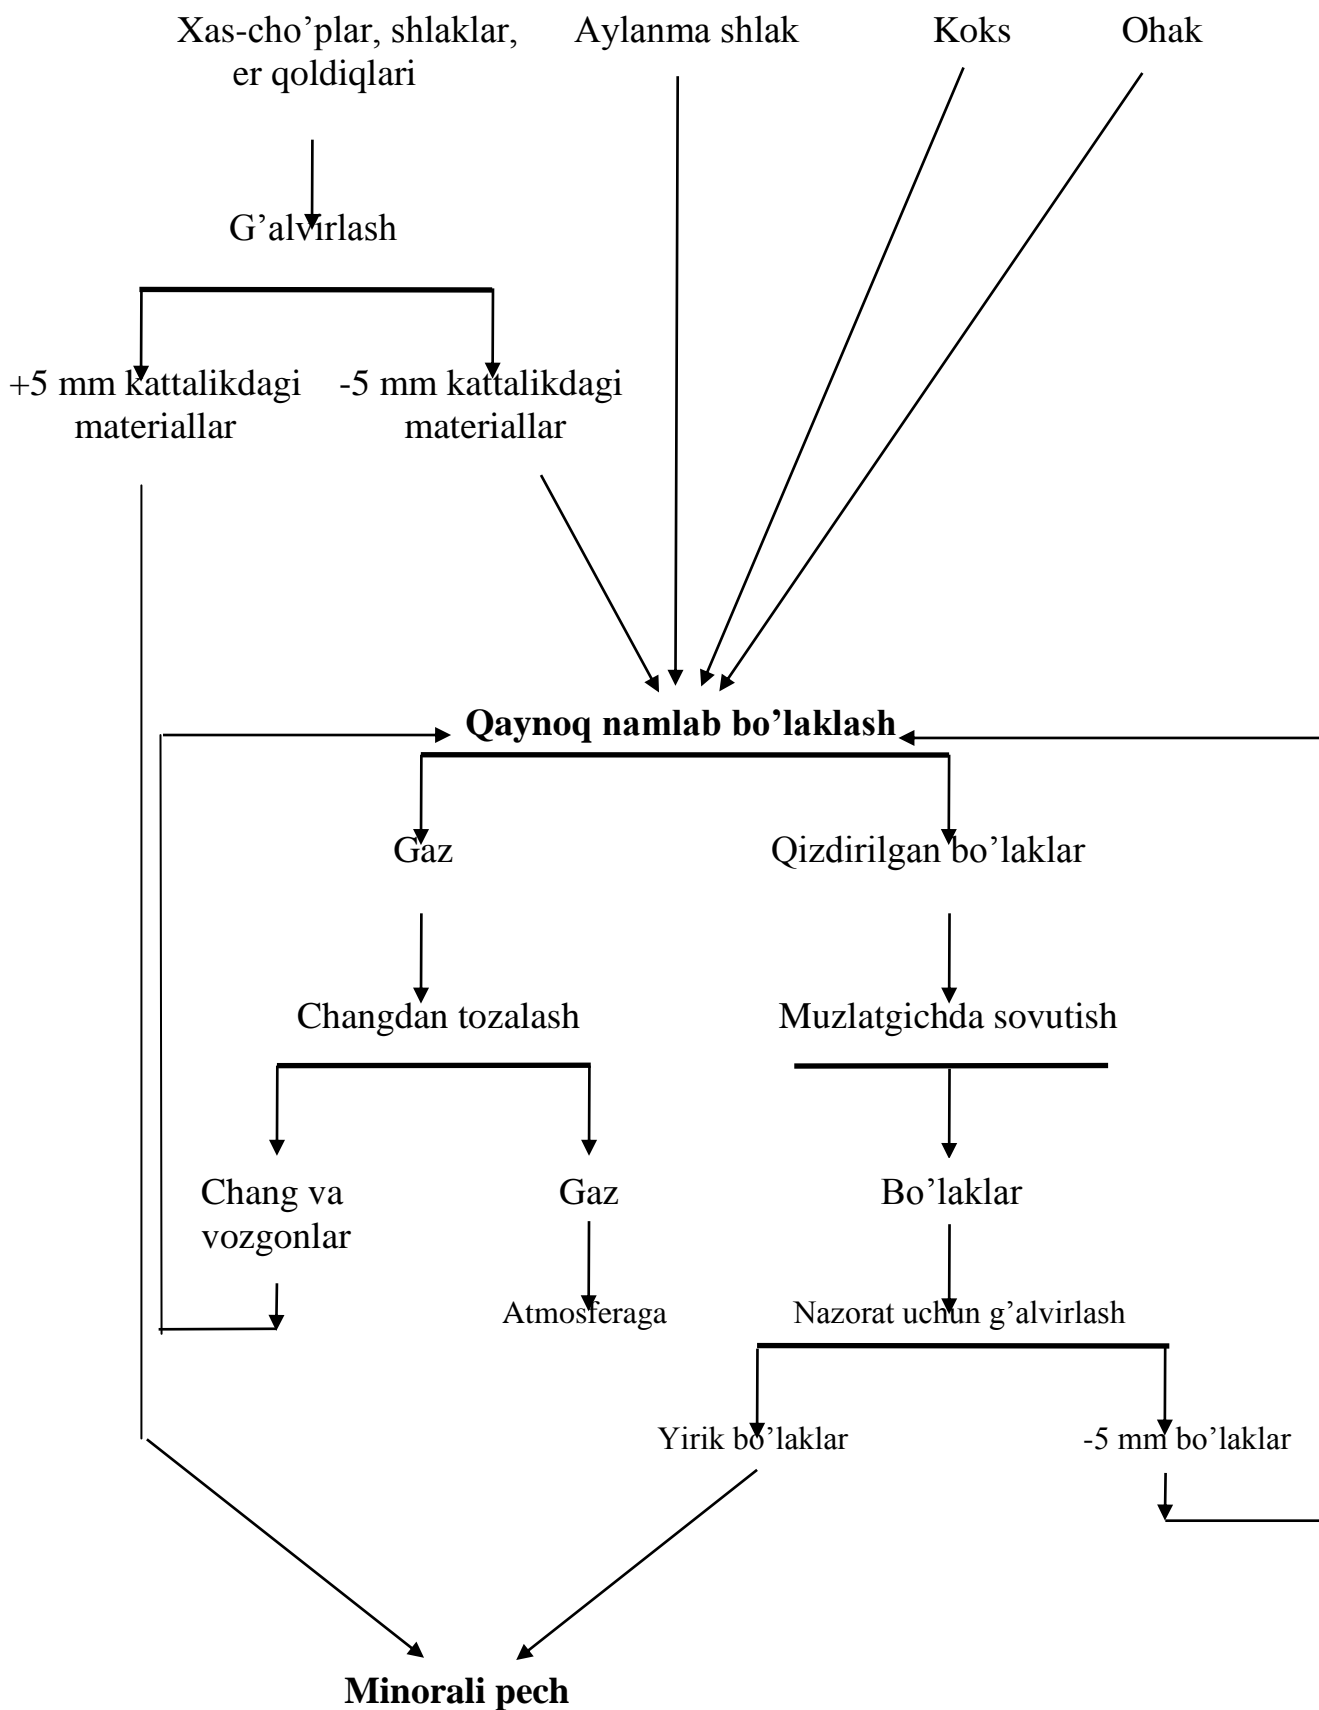 Xas-cho’plar, shlaklar,
er qoldiqlari
Aylanma shlak
Koks
Ohak
G’alvirlash
+5 mm kattalikdagi
materiallar
-5 mm kattalikdagi
materiallar
Qaynoq namlab bo’laklash
Gaz
Qizdirilgan bo’laklar
Changdan tozalash
Muzlatgichda sovutish
Chang va
vozgonlar
Gaz
Bo’laklar
Atmosferaga
Nazorat uchun g’alvirlash
Yirik bo’laklar
-5 mm bo’laklar
Minorali pech